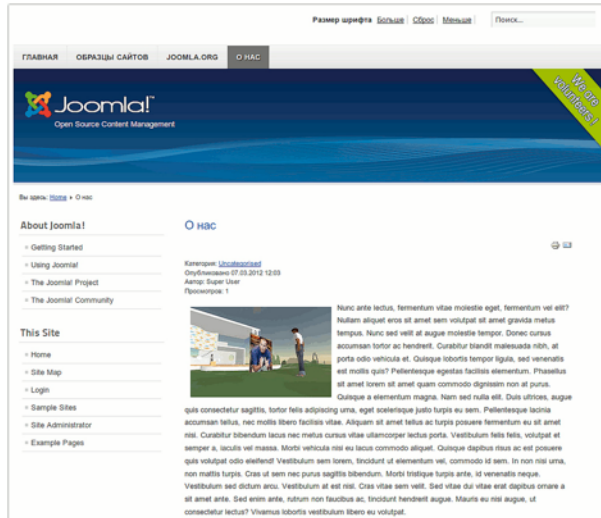 Размер шрифта Больше Сброс Меньше Поиск...
ГЛАВНАЯ ОБРАЗЦЫ САЙТОВ JOOMLA.ORG О НАС
Joomla!
Open Source Content Management
We are
volunteers!
Вы здесь: Home О нас
About Joomla!
Getting Started
Using Joomla!
The Joomla! Project
The Joomla! Community
This Site
Home
Site Map
Login
Sample Sites
Site Administrator
Example Pages
О нас
Категория: Uncategorised
Опубликовано 07.03.2012 12:03
Автор: Super User
Просмотров: 1
Nunc ante lectus, fermentum vitae molestie eget, fermentum vel elit?
Nullam aliquet eros sit amet sem volutpat sit amet gravida metus
tempus. Nunc sed velit at augue molestie tempor. Donec cursus
accumsan tortor ac hendrerit. Curabitur blandit malesuada nibh, at
porta odio vehicula et. Quisque lobortis tempor ligula, sed venenatis
est mollis quis? Pellentesque egestas facilisis elementum. Phasellus
sit amet lorem sit amet quam commodo dignissim non at purus.
Quisque a elementum magna. Nam sed nulla elit. Duis ultrices, augue
quis consectetur sagittis, tortor felis adipiscing urna, eget scelerisque justo turpis eu sem. Pellentesque lacinia
accumsan tellus, nec mollis libero facilisis vitae. Aliquam sit amet tellus ac turpis posuere fermentum eu sit amet
nisi. Curabitur bibendum lacus nec metus cursus vitae ullamcorper lectus porta. Vestibulum felis felis, volutpat et
semper a, iaculis vel massa. Morbi vehicula nisi eu lacus commodo aliquet. Quisque dapibus risus ac est posuere
quis volutpat odio eleifend! Vestibulum sem lorem, tincidunt ut elementum vel, commodo id sem. In non nisi urna,
non mattis turpis. Cras ut sem nec purus sagittis bibendum. Morbi tristique turpis ante, id venenatis neque.
Vestibulum sed dictum arcu. Vestibulum at est nisl. Cras vitae sem velit. Sed vitae dui vitae erat dapibus ornare a
sit amet ante. Sed enim ante, rutrum non faucibus ac, tincidunt hendrerit augue. Mauris eu nisi augue, ut
consectetur lectus? Vivamus lobortis vestibulum libero eu volutpat.